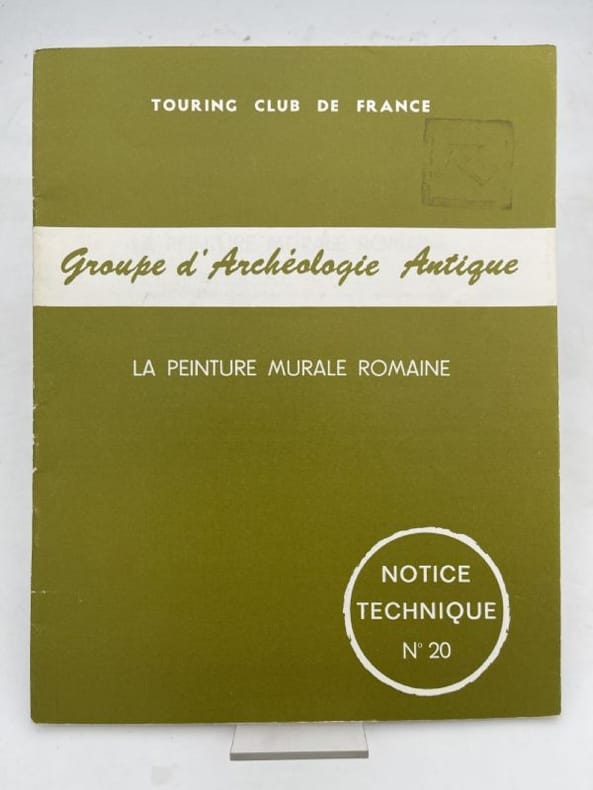 TOURING CLUB DE FRANCE
Groupe d'Archéologie Antique
LA PEINTURE MURALE ROMAINE
NOTICE
TECHNIQUE
N° 20